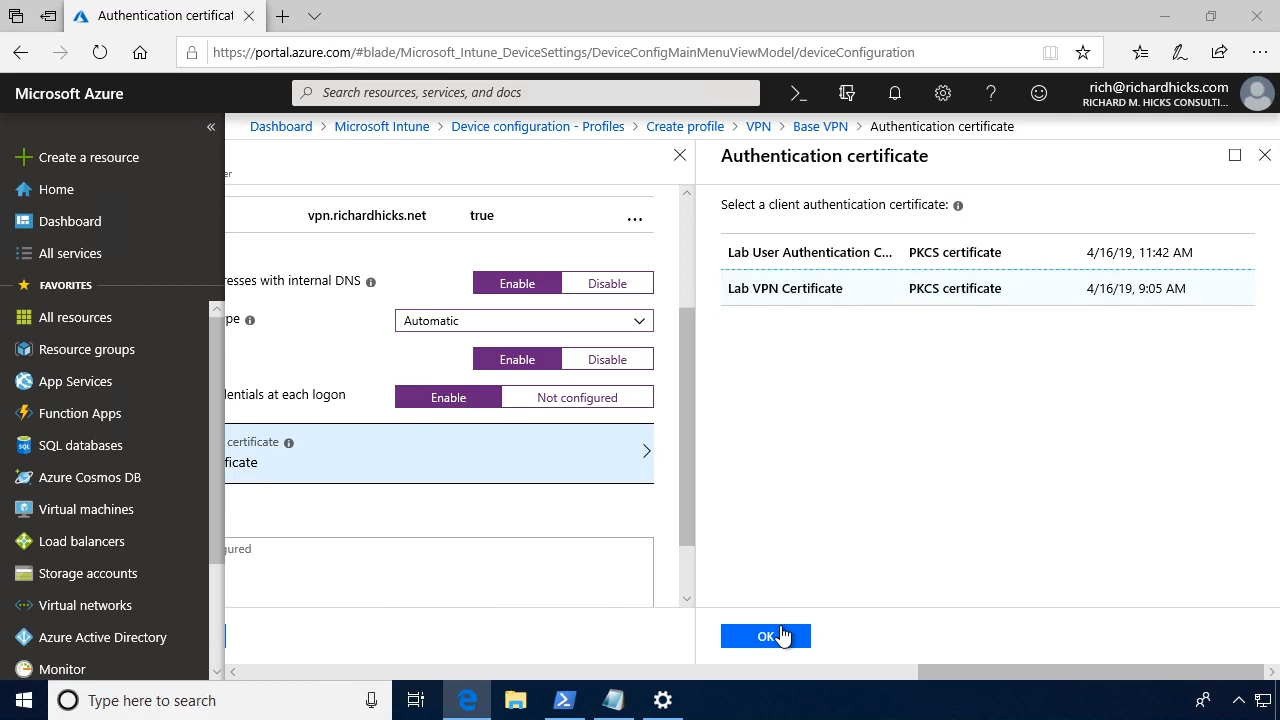 Authentication certificat
https://portal.azure.com/#blade/Microsoft_Intune_DeviceSettings/DeviceConfigMainMenuViewModel/deviceConfiguration
Microsoft Azure
Search resources, services, and docs
rich@richardhicks.com
RICHARD M. HICKS CONSULTI...
Dashboard
Microsoft Intune
Device configuration - Profiles
Create profile
VPN
Base VPN
Authentication certificate
Create a resource
Home
Dashboard
All services
FAVORITES
All resources
Resource groups
App Services
Function Apps
SQL databases
Azure Cosmos DB
Virtual machines
Load balancers
Storage accounts
Virtual networks
Azure Active Directory
Monitor
er
vpn.richardhicks.net true ...
resses with internal DNS Enable Disable
pe Automatic
Enable Disable
lentials at each logon Enable Not configured
certificate
ficate
gured
Authentication certificate
Select a client authentication certificate:
Lab User Authentication C... PKCS certificate 4/16/19, 11:42 AM
Lab VPN Certificate PKCS certificate 4/16/19, 9:05 AM
OK
Type here to search